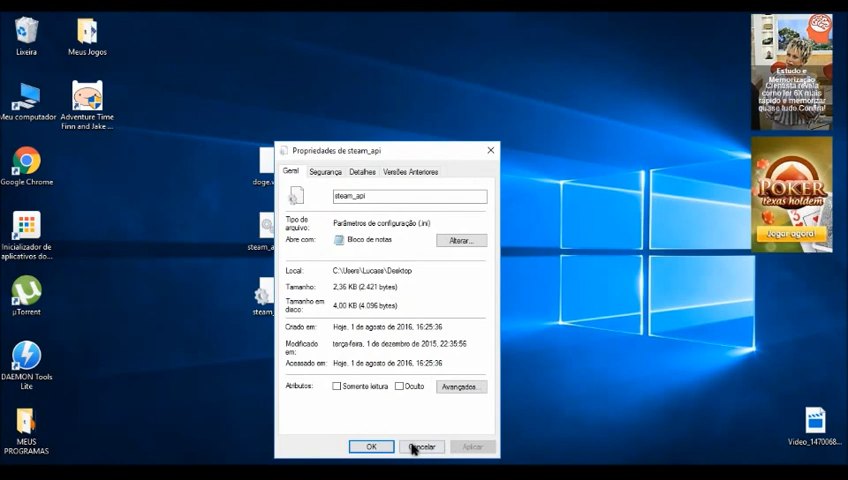 Lixeira
Meus Jogos
Meu computador
Adventure Time
Finn and Jake ...
Google Chrome
Inicializador de
aplicativos do...
µTorrent
DAEMON Tools
Lite
MEUS
PROGRAMAS
doge.
steam_a
steam_
Propriedades de steam_api
Geral
Segurança
Detalhes
Versões Anteriores
steam_api
Tipo de
arquivo:
Parâmetros de configuração (.ini)
Abre com:
Bloco de notas
Alterar...
Local:
C:\Users\Lucass\Desktop
Tamanho:
2,36 KB (2.421 bytes)
Tamanho em
disco:
4,00 KB (4.096 bytes)
Criado em:
Hoje, 1 de agosto de 2016, 16:25:36
Modificado
em:
terça-feira, 1 de dezembro de 2015, 22:35:56
Acessado em:
Hoje, 1 de agosto de 2016, 16:25:36
Atributos:
Somente leitura
Oculto
Avançados...
OK
Cancelar
Aplicar
Estudo e
Memorização
Cientista revela
como ler 6X mais
rápido e memorizar
quase tudo.Confira!
POKER
texas holdem
Jogar agora!
Video_1470068...